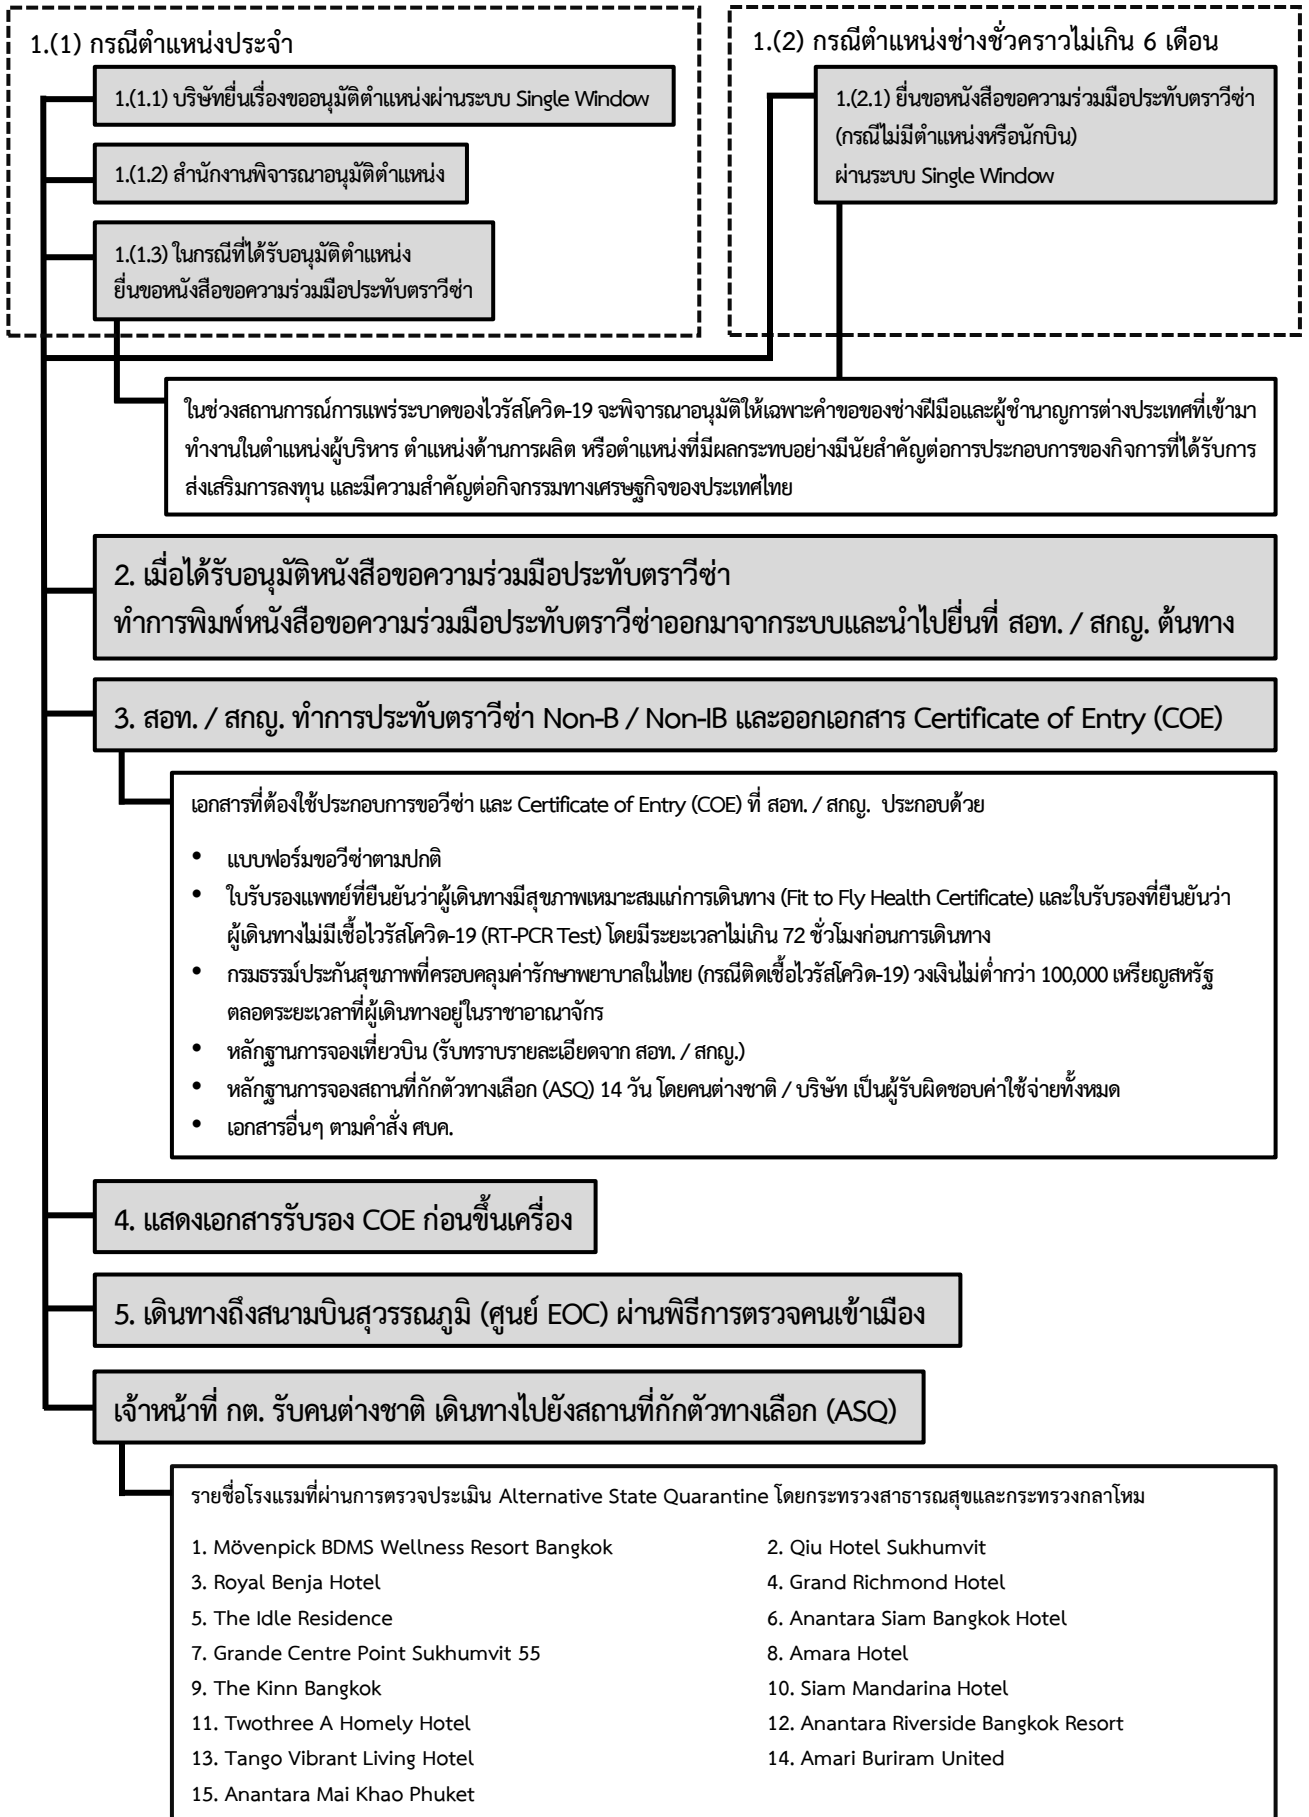 1.(1) กรณีตำแหน่งประจำ
1.(1.1) บริษัทยื่นเรื่องขออนุมัติตำแหน่งผ่านระบบ Single Window
1.(1.2) สำนักงานพิจารณาอนุมัติตำแหน่ง
1.(1.3) ในกรณีที่ได้รับอนุมัติตำแหน่ง
ยื่นขอหนังสือขอความร่วมมือประทับตราวีซ่า
1.(2) กรณีตำแหน่งช่างชั่วคราวไม่เกิน 6 เดือน
1.(2.1) ยื่นขอหนังสือขอความร่วมมือประทับตราวีซ่า
(กรณีไม่มีตำแหน่งหรือนักบิน)
ผ่านระบบ Single Window
ในช่วงสถานการณ์การแพร่ระบาดของไวรัสโควิด-19 จะพิจารณาอนุมัติให้เฉพาะคำขอของช่างฝีมือและผู้ชำนาญการต่างประเทศที่เข้ามา
ทำงานในตำแหน่งผู้บริหาร ตำแหน่งด้านการผลิต หรือตำแหน่งที่มีผลกระทบอย่างมีนัยสำคัญต่อการประกอบการของกิจการที่ได้รับการ
ส่งเสริมการลงทุน และมีความสำคัญต่อกิจกรรมทางเศรษฐกิจของประเทศไทย
2. เมื่อได้รับอนุมัติหนังสือขอความร่วมมือประทับตราวีซ่า
ทำการพิมพ์หนังสือขอความร่วมมือประทับตราวีซ่าออกมาจากระบบและนำไปยื่นที่ สอท. / สกญ. ต้นทาง
3. สอท. / สกญ. ทำการประทับตราวีซ่า Non-B / Non-IB และออกเอกสาร Certificate of Entry (COE)
เอกสารที่ต้องใช้ประกอบการขอวีซ่า และ Certificate of Entry (COE) ที่ สอท. / สกญ. ประกอบด้วย
• แบบฟอร์มขอวีซ่าตามปกติ
• ใบรับรองแพทย์ที่ยืนยันว่าผู้เดินทางมีสุขภาพเหมาะสมแก่การเดินทาง (Fit to Fly Health Certificate) และใบรับรองที่ยืนยันว่า
ผู้เดินทางไม่มีเชื้อไวรัสโควิด-19 (RT-PCR Test) โดยมีระยะเวลาไม่เกิน 72 ชั่วโมงก่อนการเดินทาง
• กรมธรรม์ประกันสุขภาพที่ครอบคลุมค่ารักษาพยาบาลในไทย (กรณีติดเชื้อไวรัสโควิด-19) วงเงินไม่ต่ำกว่า 100,000 เหรียญสหรัฐ
ตลอดระยะเวลาที่ผู้เดินทางอยู่ในราชาอาณาจักร
• หลักฐานการจองเที่ยวบิน (รับทราบรายละเอียดจาก สอท. / สกญ.)
• หลักฐานการจองสถานที่กักตัวทางเลือก (ASQ) 14 วัน โดยคนต่างชาติ / บริษัท เป็นผู้รับผิดชอบค่าใช้จ่ายทั้งหมด
• เอกสารอื่นๆ ตามคำสั่ง ศบค.
4. แสดงเอกสารรับรอง COE ก่อนขึ้นเครื่อง
5. เดินทางถึงสนามบินสุวรรณภูมิ (ศูนย์ EOC) ผ่านพิธีการตรวจคนเข้าเมือง
เจ้าหน้าที่ กต. รับคนต่างชาติ เดินทางไปยังสถานที่กักตัวทางเลือก (ASQ)
รายชื่อโรงแรมที่ผ่านการตรวจประเมิน Alternative State Quarantine โดยกระทรวงสาธารณสุขและกระทรวงกลาโหม
1. Mövenpick BDMS Wellness Resort Bangkok
2. Qiu Hotel Sukhumvit
3. Royal Benja Hotel
4. Grand Richmond Hotel
5. The Idle Residence
6. Anantara Siam Bangkok Hotel
7. Grande Centre Point Sukhumvit 55
8. Amara Hotel
9. The Kinn Bangkok
10. Siam Mandarina Hotel
11. Twothree A Homely Hotel
12. Anantara Riverside Bangkok Resort
13. Tango Vibrant Living Hotel
14. Amari Buriram United
15. Anantara Mai Khao Phuket